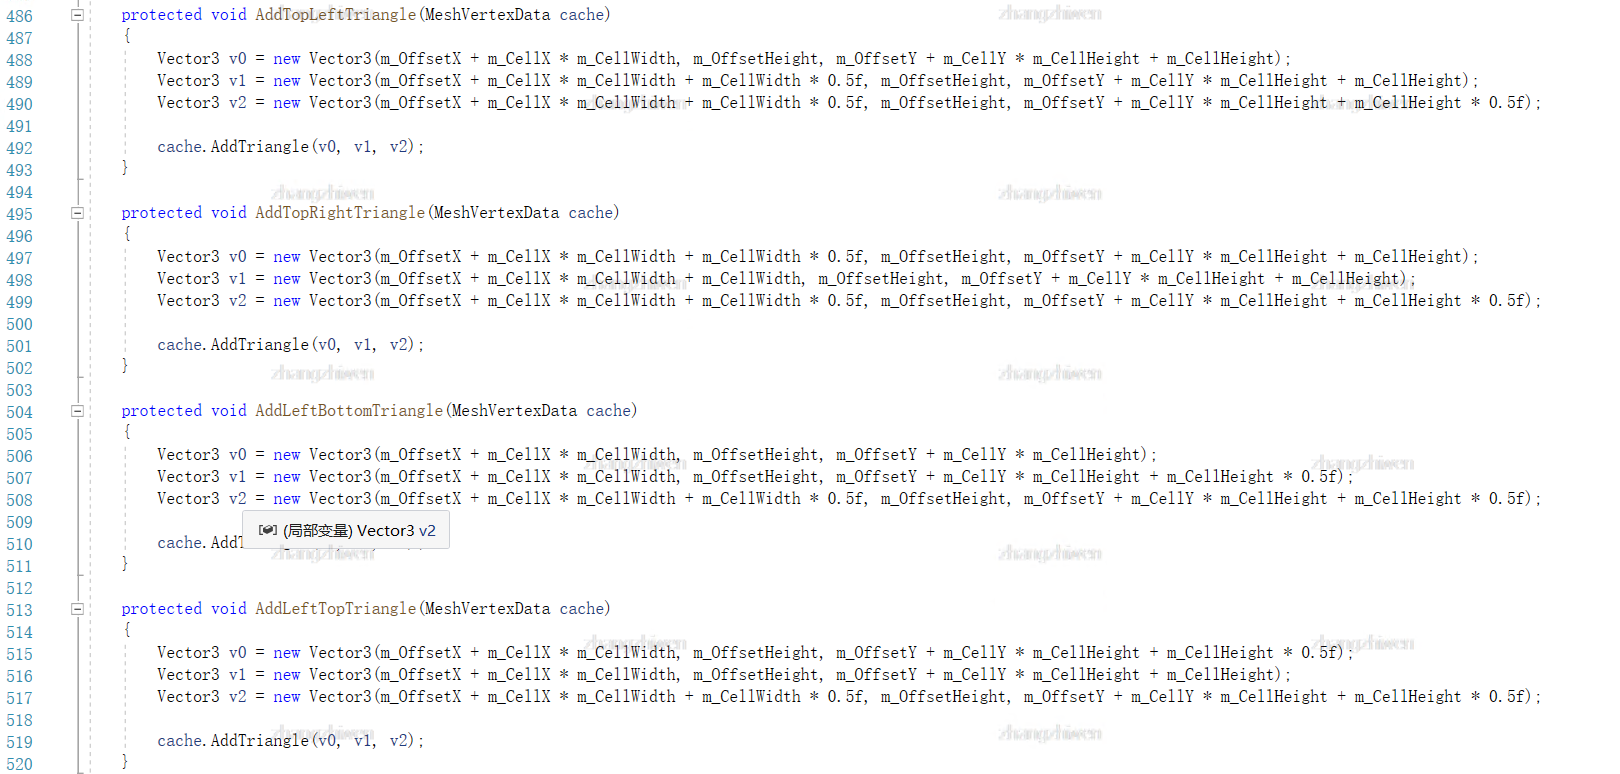 486 protected void AddTopLeftTriangle(MeshVertexData cache)
487 {
488 Vector3 v0 = new Vector3(m_OffsetX + m_CellX * m_CellWidth, m_OffsetHeight, m_OffsetY + m_CellY * m_CellHeight + m_CellHeight);
489 Vector3 v1 = new Vector3(m_OffsetX + m_CellX * m_CellWidth + m_CellWidth * 0.5f, m_OffsetHeight, m_OffsetY + m_CellY * m_CellHeight + m_CellHeight);
490 Vector3 v2 = new Vector3(m_OffsetX + m_CellX * m_CellWidth + m_CellWidth * 0.5f, m_OffsetHeight, m_OffsetY + m_CellY * m_CellHeight + m_CellHeight * 0.5f);
491
492 cache.AddTriangle(v0, v1, v2);
493 }
494
495 protected void AddTopRightTriangle(MeshVertexData cache)
496 {
497 Vector3 v0 = new Vector3(m_OffsetX + m_CellX * m_CellWidth + m_CellWidth * 0.5f, m_OffsetHeight, m_OffsetY + m_CellY * m_CellHeight + m_CellHeight);
498 Vector3 v1 = new Vector3(m_OffsetX + m_CellX * m_CellWidth + m_CellWidth, m_OffsetHeight, m_OffsetY + m_CellY * m_CellHeight + m_CellHeight);
499 Vector3 v2 = new Vector3(m_OffsetX + m_CellX * m_CellWidth + m_CellWidth * 0.5f, m_OffsetHeight, m_OffsetY + m_CellY * m_CellHeight + m_CellHeight * 0.5f);
500
501 cache.AddTriangle(v0, v1, v2);
502 }
503
504 protected void AddLeftBottomTriangle(MeshVertexData cache)
505 {
506 Vector3 v0 = new Vector3(m_OffsetX + m_CellX * m_CellWidth, m_OffsetHeight, m_OffsetY + m_CellY * m_CellHeight);
507 Vector3 v1 = new Vector3(m_OffsetX + m_CellX * m_CellWidth, m_OffsetHeight, m_OffsetY + m_CellY * m_CellHeight + m_CellHeight * 0.5f);
508 Vector3 v2 = new Vector3(m_OffsetX + m_CellX * m_CellWidth + m_CellWidth * 0.5f, m_OffsetHeight, m_OffsetY + m_CellY * m_CellHeight + m_CellHeight * 0.5f);
509
(局部变量) Vector3 v2
510 cache.Add
511 }
512
513 protected void AddLeftTopTriangle(MeshVertexData cache)
514 {
515 Vector3 v0 = new Vector3(m_OffsetX + m_CellX * m_CellWidth, m_OffsetHeight, m_OffsetY + m_CellY * m_CellHeight + m_CellHeight * 0.5f);
516 Vector3 v1 = new Vector3(m_OffsetX + m_CellX * m_CellWidth, m_OffsetHeight, m_OffsetY + m_CellY * m_CellHeight + m_CellHeight);
517 Vector3 v2 = new Vector3(m_OffsetX + m_CellX * m_CellWidth + m_CellWidth * 0.5f, m_OffsetHeight, m_OffsetY + m_CellY * m_CellHeight + m_CellHeight * 0.5f);
518
519 cache.AddTriangle(v0, v1, v2);
520 }